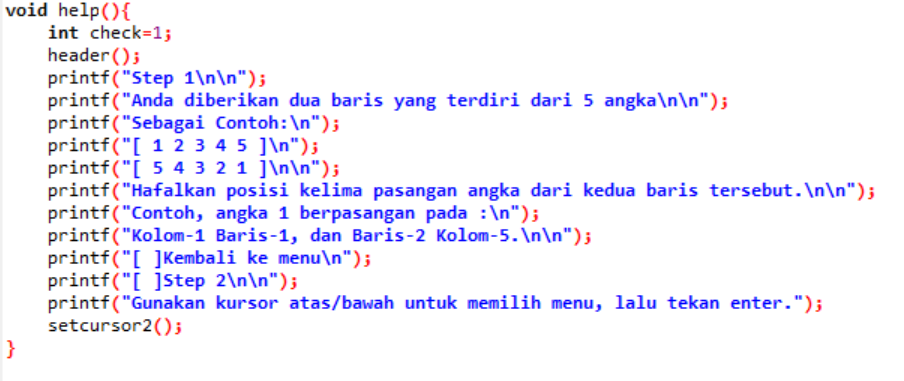 void help(){
    int check=1;
    header();
    printf("Step 1\n\n");
    printf("Anda diberikan dua baris yang terdiri dari 5 angka\n\n");
    printf("Sebagai Contoh:\n");
    printf("[ 1 2 3 4 5 ]\n");
    printf("[ 5 4 3 2 1 ]\n\n");
    printf("Hafalkan posisi kelima pasangan angka dari kedua baris tersebut.\n\n");
    printf("Contoh, angka 1 berpasangan pada :\n");
    printf("Kolom-1 Baris-1, dan Baris-2 Kolom-5.\n\n");
    printf("[ ]Kembali ke menu\n");
    printf("[ ]Step 2\n\n");
    printf("Gunakan kursor atas/bawah untuk memilih menu, lalu tekan enter.");
    setcursor2();
}